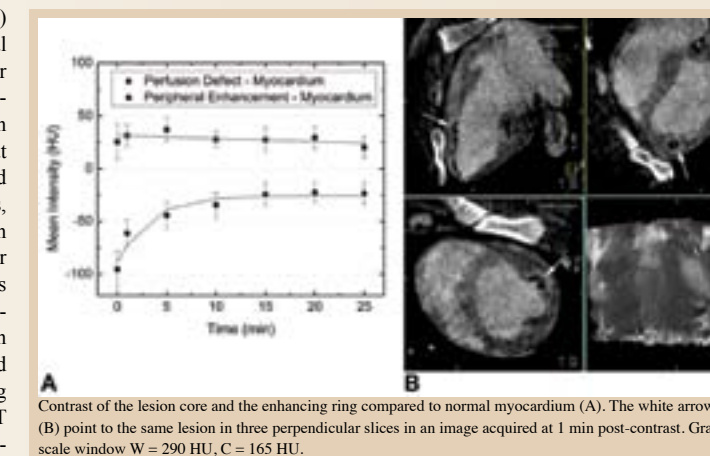 )
al
r
-
n
at
d
s,
n
r
s
-
n
d
g
T
-
100
50
0
-50
-100
Mean Intensity (HU)
Perfusion Defect - Myocardium
Peripheral Enhancement - Myocardium
0 5 10 15 20 25
Time (min)
A
B
Contrast of the lesion core and the enhancing ring compared to normal myocardium (A). The white arrow
(B) point to the same lesion in three perpendicular slices in an image acquired at 1 min post-contrast. Gra
scale window W = 290 HU, C = 165 HU.